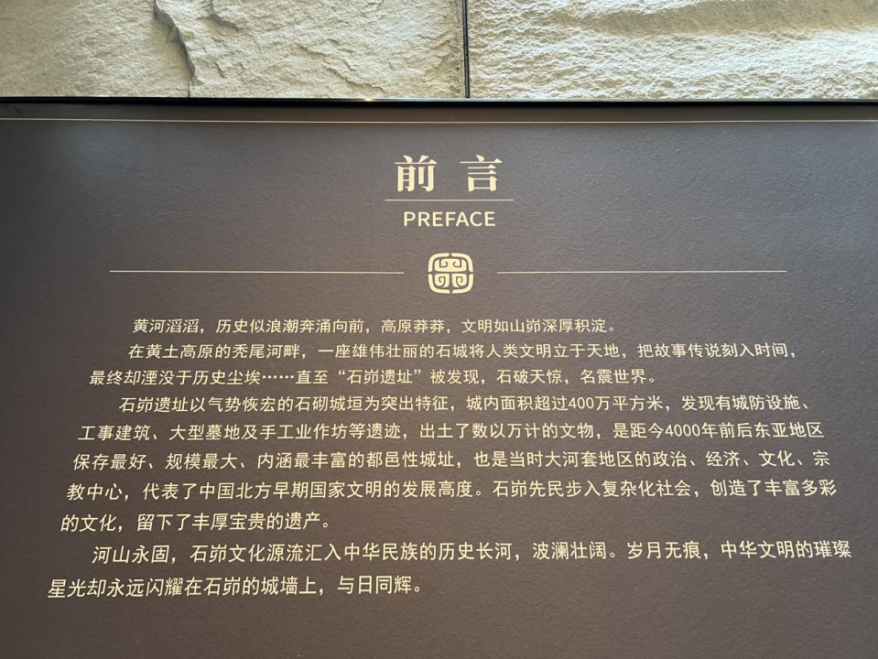 前言
PREFACE
黄河滔滔，历史似浪潮奔涌向前，高原莽莽，文明如山峁深厚积淀。
在黄土高原的秃尾河畔，一座雄伟壮丽的石城将人类文明立于天地，把故事传说刻入时间，
最终却湮没于历史尘埃……直至“石峁遗址”被发现，石破天惊，名震世界。
石峁遗址以气势恢宏的石砌城垣为突出特征，城内面积超过400万平方米，发现有城防设施、
工事建筑、大型墓地及手工业作坊等遗迹，出土了数以万计的文物，是距今4000年前后东亚地区
保存最好、规模最大、内涵最丰富的都邑性城址，也是当时大河套地区的政治、经济、文化、宗
教中心，代表了中国北方早期国家文明的发展高度。石峁先民步入复杂化社会，创造了丰富多彩
的文化，留下了丰厚宝贵的遗产。
河山永固，石峁文化源流汇入中华民族的历史长河，波澜壮阔。岁月无痕，中华文明的璀璨
星光却永远闪耀在石峁的城墙上，与日同辉。